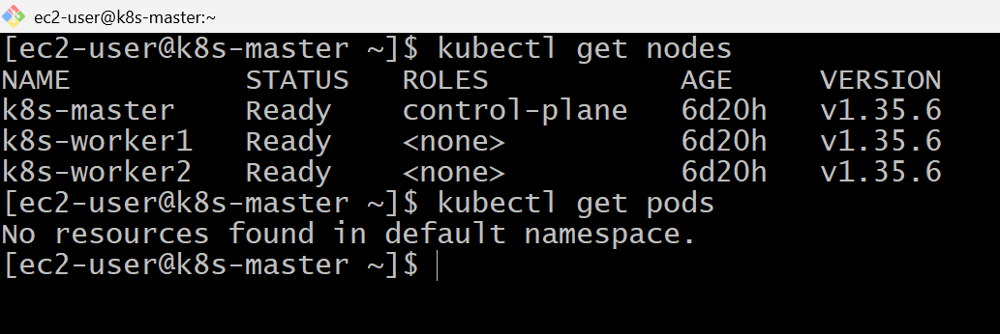 ec2-user@k8s-master:~
[ec2-user@k8s-master ~]$ kubectl get nodes
NAME          STATUS   ROLES           AGE     VERSION
k8s-master    Ready    control-plane   6d20h   v1.35.6
k8s-worker1   Ready    <none>          6d20h   v1.35.6
k8s-worker2   Ready    <none>          6d20h   v1.35.6
[ec2-user@k8s-master ~]$ kubectl get pods
No resources found in default namespace.
[ec2-user@k8s-master ~]$